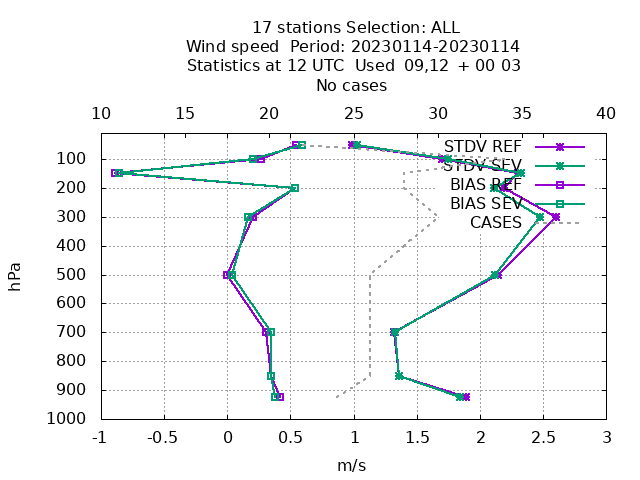 17 stations Selection: ALL
Wind speed  Period: 20230114-20230114
Statistics at 12 UTC  Used  09,12  + 00 03
No cases
10 15 20 25 30 35 40
STDV REF
STDV SEV
BIAS REF
BIAS SEV
CASES
100
200
300
400
500
600
700
800
900
1000
hPa
-1 -0.5 0 0.5 1 1.5 2 2.5 3
m/s